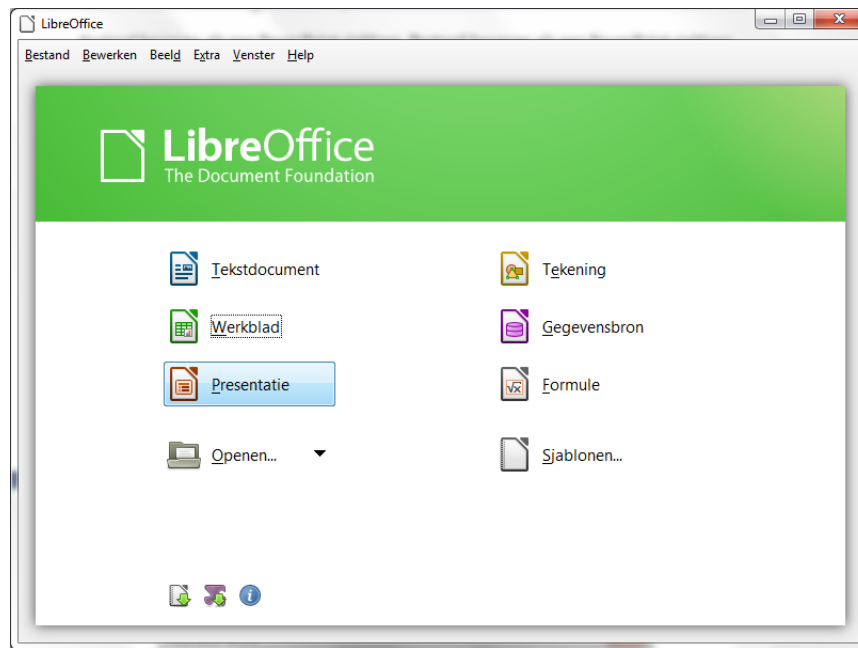 LibreOffice
Bestand Bewerken Beeld Extra Venster Help
LibreOffice
The Document Foundation
Tekstdocument
Tekening
Werkblad
Gegevensbron
Presentatie
Formule
Openen...
Sjablonen...